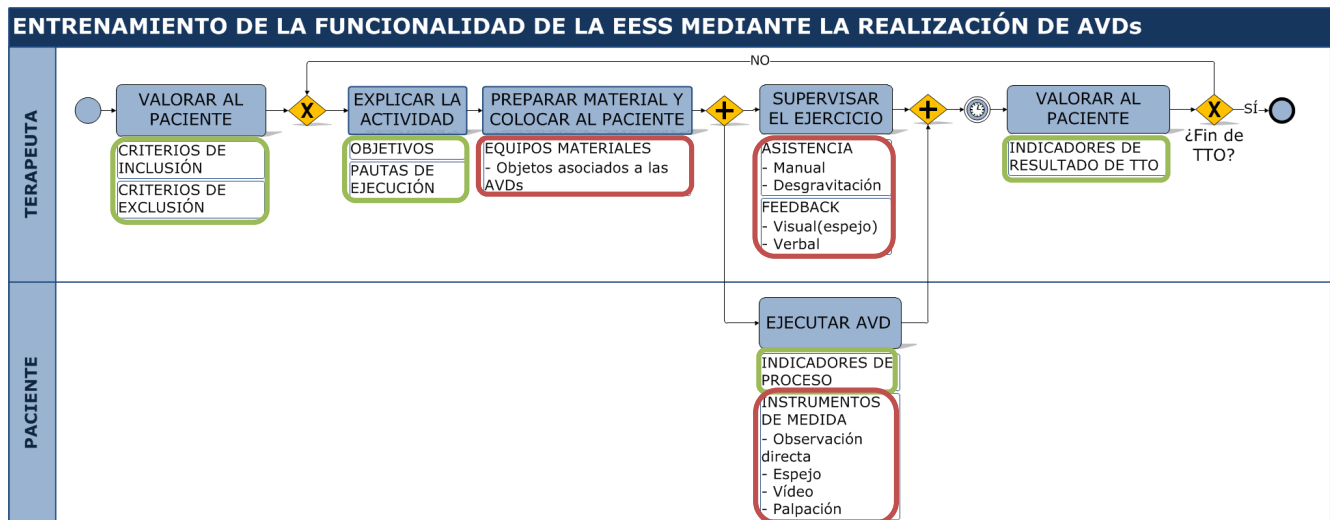 ENTRENAMIENTO DE LA FUNCIONALIDAD DE LA EESS MEDIANTE LA REALIZACIÓN DE AVDs
TERAPEUTA
NO
VALORAR AL
PACIENTE
CRITERIOS DE
INCLUSIÓN
CRITERIOS DE
EXCLUSIÓN
X
EXPLICAR LA
ACTIVIDAD
OBJETIVOS
PAUTAS DE
EJECUCIÓN
PREPARAR MATERIAL Y
COLOCAR AL PACIENTE
EQUIPOS MATERIALES
- Objetos asociados a las
AVDs
+
SUPERVISAR
EL EJERCICIO
ASISTENCIA
- Manual
- Desgravitación
FEEDBACK
- Visual(espejo)
- Verbal
+
VALORAR AL
PACIENTE
INDICADORES DE
RESULTADO DE TTO
X
SÍ
¿Fin de
TTO?
PACIENTE
EJECUTAR AVD
INDICADORES DE
PROCESO
INSTRUMENTOS
DE MEDIDA
- Observación
directa
- Espejo
- Vídeo
- Palpación